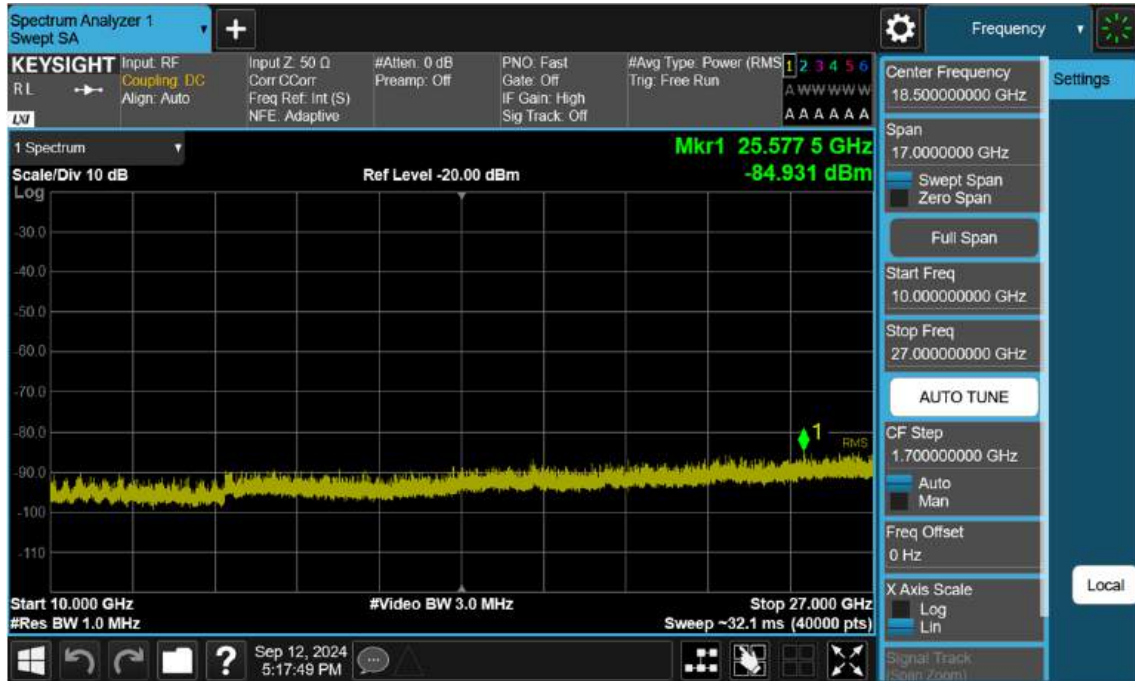 Spectrum Analyzer 1
Swept SA
+
Frequency
KEYSIGHT
RL
LXI
Input: RF
Coupling: DC
Align: Auto
Input Z: 50 Ω
Corr CCorr
Freq Ref: Int (S)
NFE: Adaptive
#Atten: 0 dB
Preamp: Off
PNO: Fast
Gate: Off
IF Gain: High
Sig Track: Off
#Avg Type: Power (RMS
Trig: Free Run
1 2 3 4 5 6
A W W W W W
A A A A A A
1 Spectrum
Scale/Div 10 dB
Ref Level -20.00 dBm
Mkr1 25.577 5 GHz
-84.931 dBm
Log
-30.0
-40.0
-50.0
-60.0
-70.0
-80.0
-90.0
-100
-110
1
RMS
Start 10.000 GHz
#Video BW 3.0 MHz
Stop 27.000 GHz
#Res BW 1.0 MHz
Sweep ~32.1 ms (40000 pts)
Sep 12, 2024
5:17:49 PM
?
Center Frequency
18.500000000 GHz
Span
17.0000000 GHz
Swept Span
Zero Span
Full Span
Start Freq
10.000000000 GHz
Stop Freq
27.000000000 GHz
AUTO TUNE
CF Step
1.700000000 GHz
Auto
Man
Freq Offset
0 Hz
X Axis Scale
Log
Lin
Signal Track
(Span Zoom)
Settings
Local